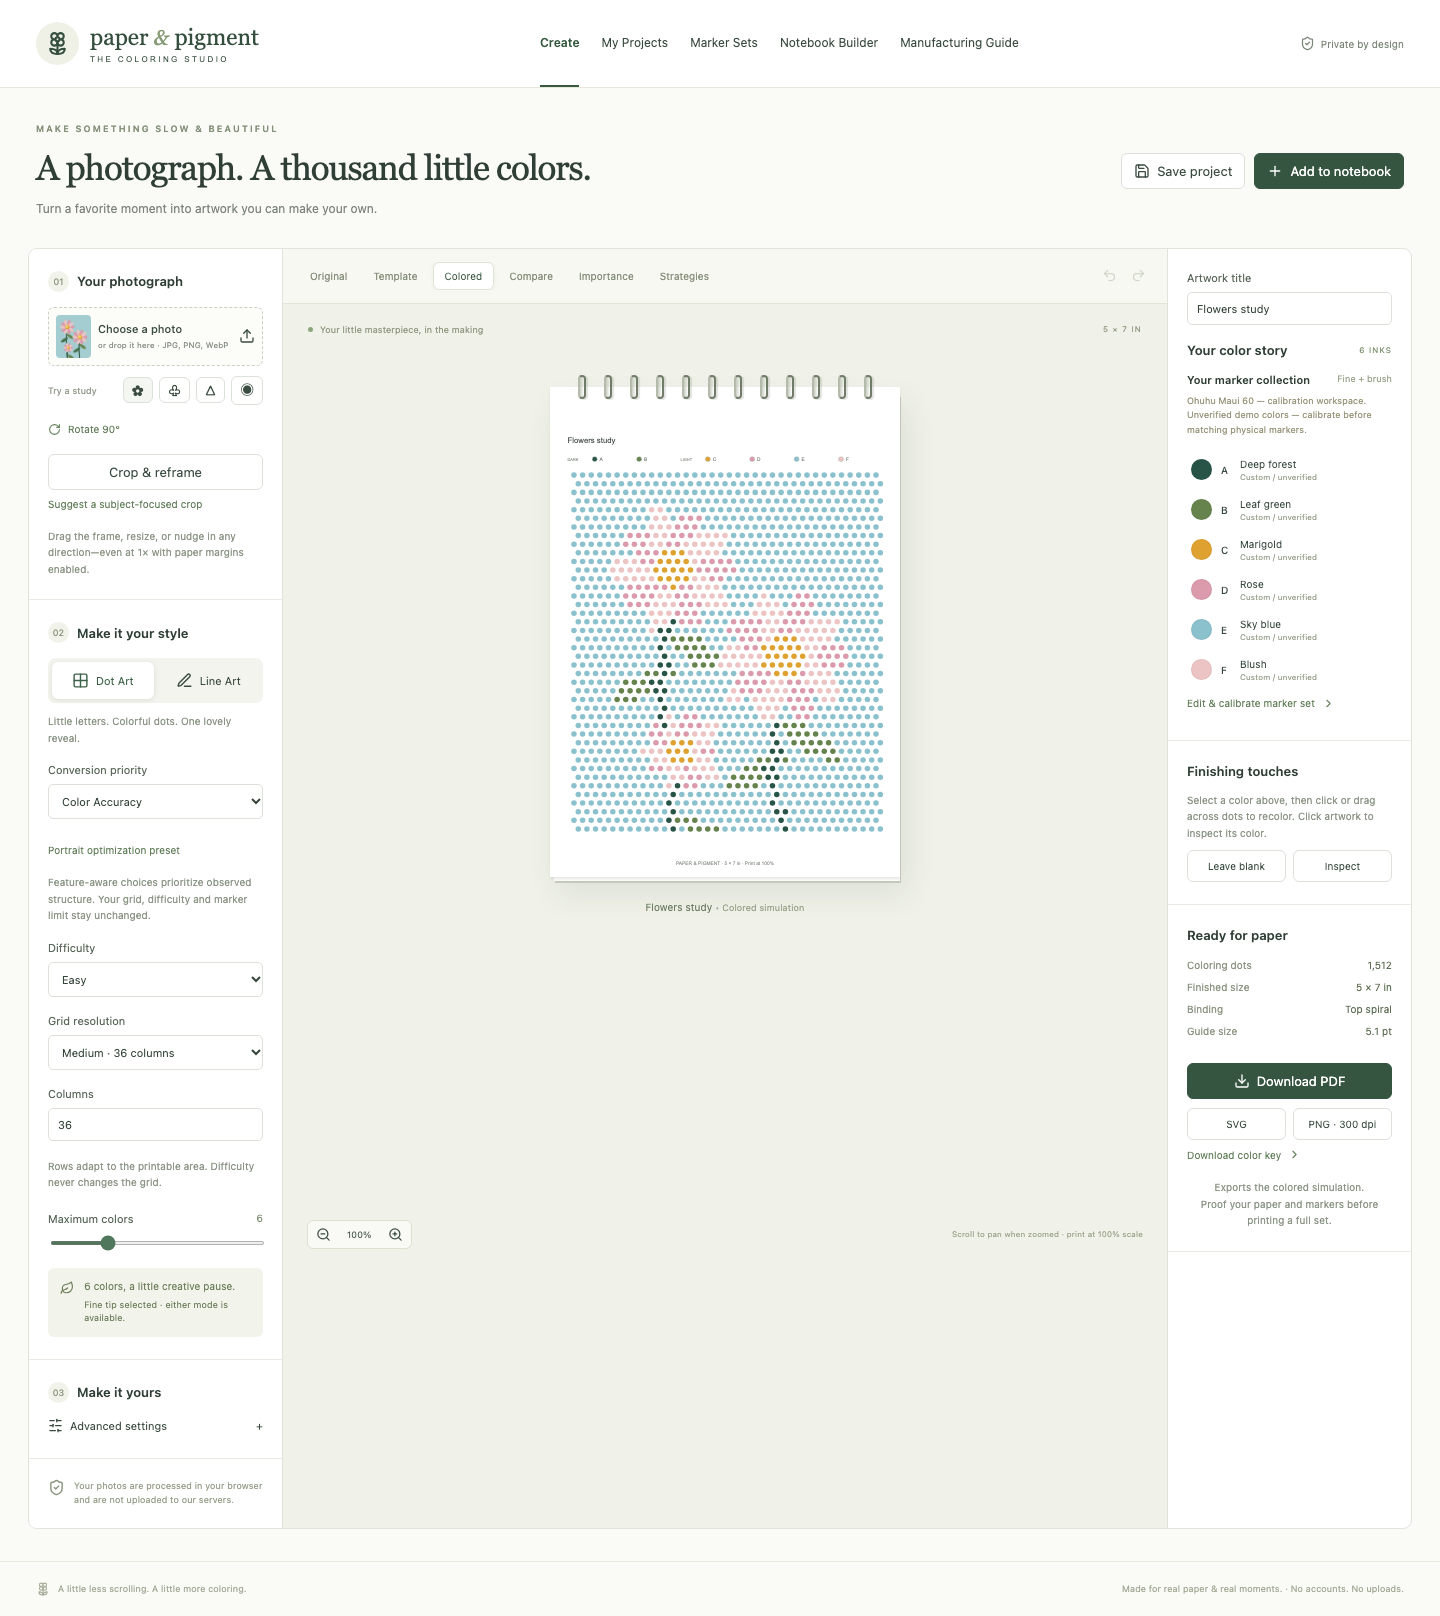 paper & pigment
THE COLORING STUDIO
Create
My Projects
Marker Sets
Notebook Builder
Manufacturing Guide
Private by design
MAKE SOMETHING SLOW & BEAUTIFUL
A photograph. A thousand little colors.
Turn a favorite moment into artwork you can make your own.
Save project
Add to notebook
01 Your photograph
Choose a photo
or drop it here · JPG, PNG, WebP
Try a study
Rotate 90°
Crop & reframe
Suggest a subject-focused crop
Drag the frame, resize, or nudge in any
direction—even at 1× with paper margins
enabled.
02 Make it your style
Dot Art
Line Art
Little letters. Colorful dots. One lovely
reveal.
Conversion priority
Color Accuracy
Portrait optimization preset
Feature-aware choices prioritize observed
structure. Your grid, difficulty and marker
limit stay unchanged.
Difficulty
Easy
Grid resolution
Medium · 36 columns
Columns
36
Rows adapt to the printable area. Difficulty
never changes the grid.
Maximum colors 6
6 colors, a little creative pause.
Fine tip selected · either mode is
available.
03 Make it yours
Advanced settings +
Your photos are processed in your browser
and are not uploaded to our servers.
Original
Template
Colored
Compare
Importance
Strategies
Your little masterpiece, in the making
5 × 7 IN
Flowers study
DARK A B LIGHT C D E F
PAPER & PIGMENT · 5 × 7 in · Print at 100%
Flowers study • Colored simulation
100%
Scroll to pan when zoomed · print at 100% scale
Artwork title
Flowers study
Your color story 6 INKS
Your marker collection Fine + brush
Ohuhu Maui 60 — calibration workspace.
Unverified demo colors — calibrate before
matching physical markers.
A Deep forest
Custom / unverified
B Leaf green
Custom / unverified
C Marigold
Custom / unverified
D Rose
Custom / unverified
E Sky blue
Custom / unverified
F Blush
Custom / unverified
Edit & calibrate marker set
Finishing touches
Select a color above, then click or drag
across dots to recolor. Click artwork to
inspect its color.
Leave blank
Inspect
Ready for paper
Coloring dots 1,512
Finished size 5 × 7 in
Binding Top spiral
Guide size 5.1 pt
Download PDF
SVG
PNG · 300 dpi
Download color key
Exports the colored simulation.
Proof your paper and markers before
printing a full set.
A little less scrolling. A little more coloring.
Made for real paper & real moments. · No accounts. No uploads.